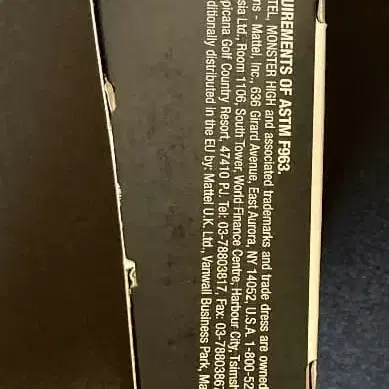 UIREMENTS OF ASTM F963.
TEL, MONSTER HIGH and associated trademarks and trade dress are owned
ns - Mattel, Inc., 636 Girard Avenue, East Aurora, NY 14052, U.S.A. 1-800-52
sia Ltd., Room 1106, South Tower, World Finance Centre, Harbour City, Tsimsh
picana Golf Country Resort, 47410 PJ. Tel: 03-78803817, Fax: 03-7880386
ditionally distributed in the EU by: Mattel U.K. Ltd., Vanwall Business Park, Ma